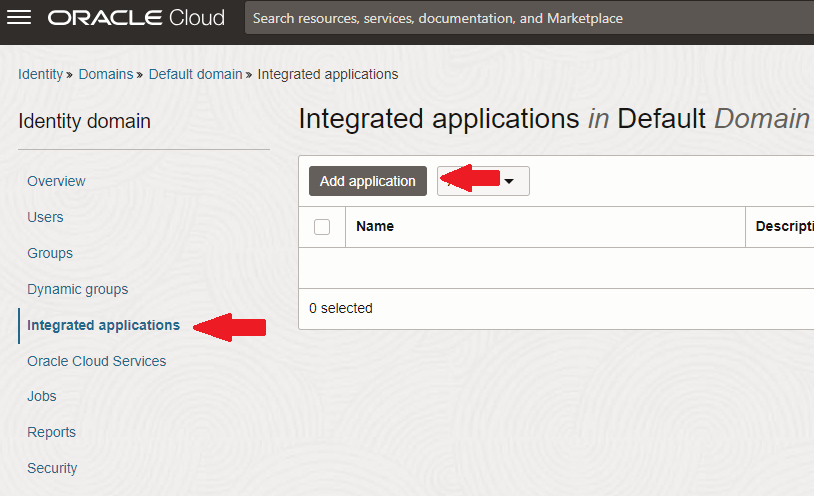 ORACLE Cloud
Search resources, services, documentation, and Marketplace
Identity » Domains » Default domain » Integrated applications
Identity domain
Overview
Users
Groups
Dynamic groups
Integrated applications
Oracle Cloud Services
Jobs
Reports
Security
Integrated applications in Default Domain
Add application
Name
0 selected